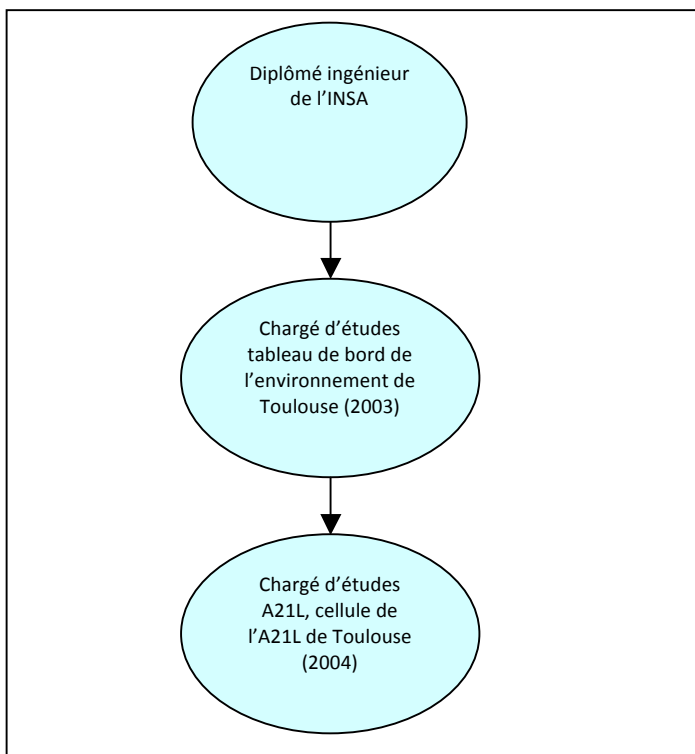 Diplômé ingénieur
de l’INSA
Chargé d’études
tableau de bord de
l’environnement de
Toulouse (2003)
Chargé d’études
A21L, cellule de
l’A21L de Toulouse
(2004)